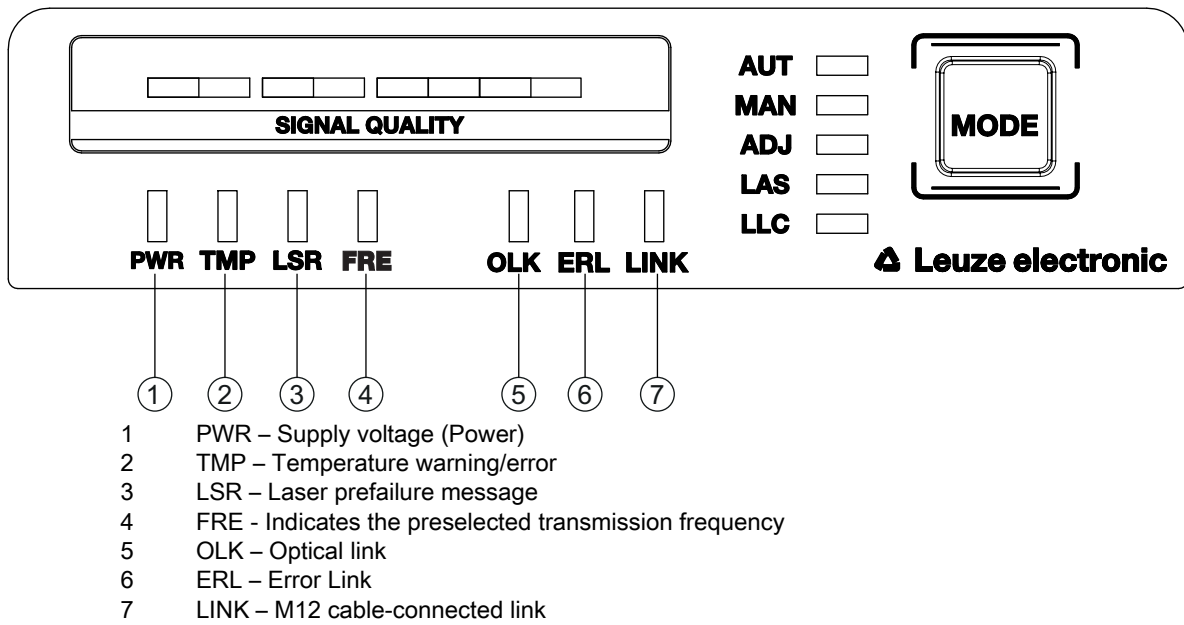 AUT
MAN
ADJ
LAS
LLC
MODE
SIGNAL QUALITY
PWR TMP LSR FRE OLK ERL LINK
Leuze electronic
1 2 3 4 5 6 7
1 PWR – Supply voltage (Power)
2 TMP – Temperature warning/error
3 LSR – Laser prefailure message
4 FRE - Indicates the preselected transmission frequency
5 OLK – Optical link
6 ERL – Error Link
7 LINK – M12 cable-connected link